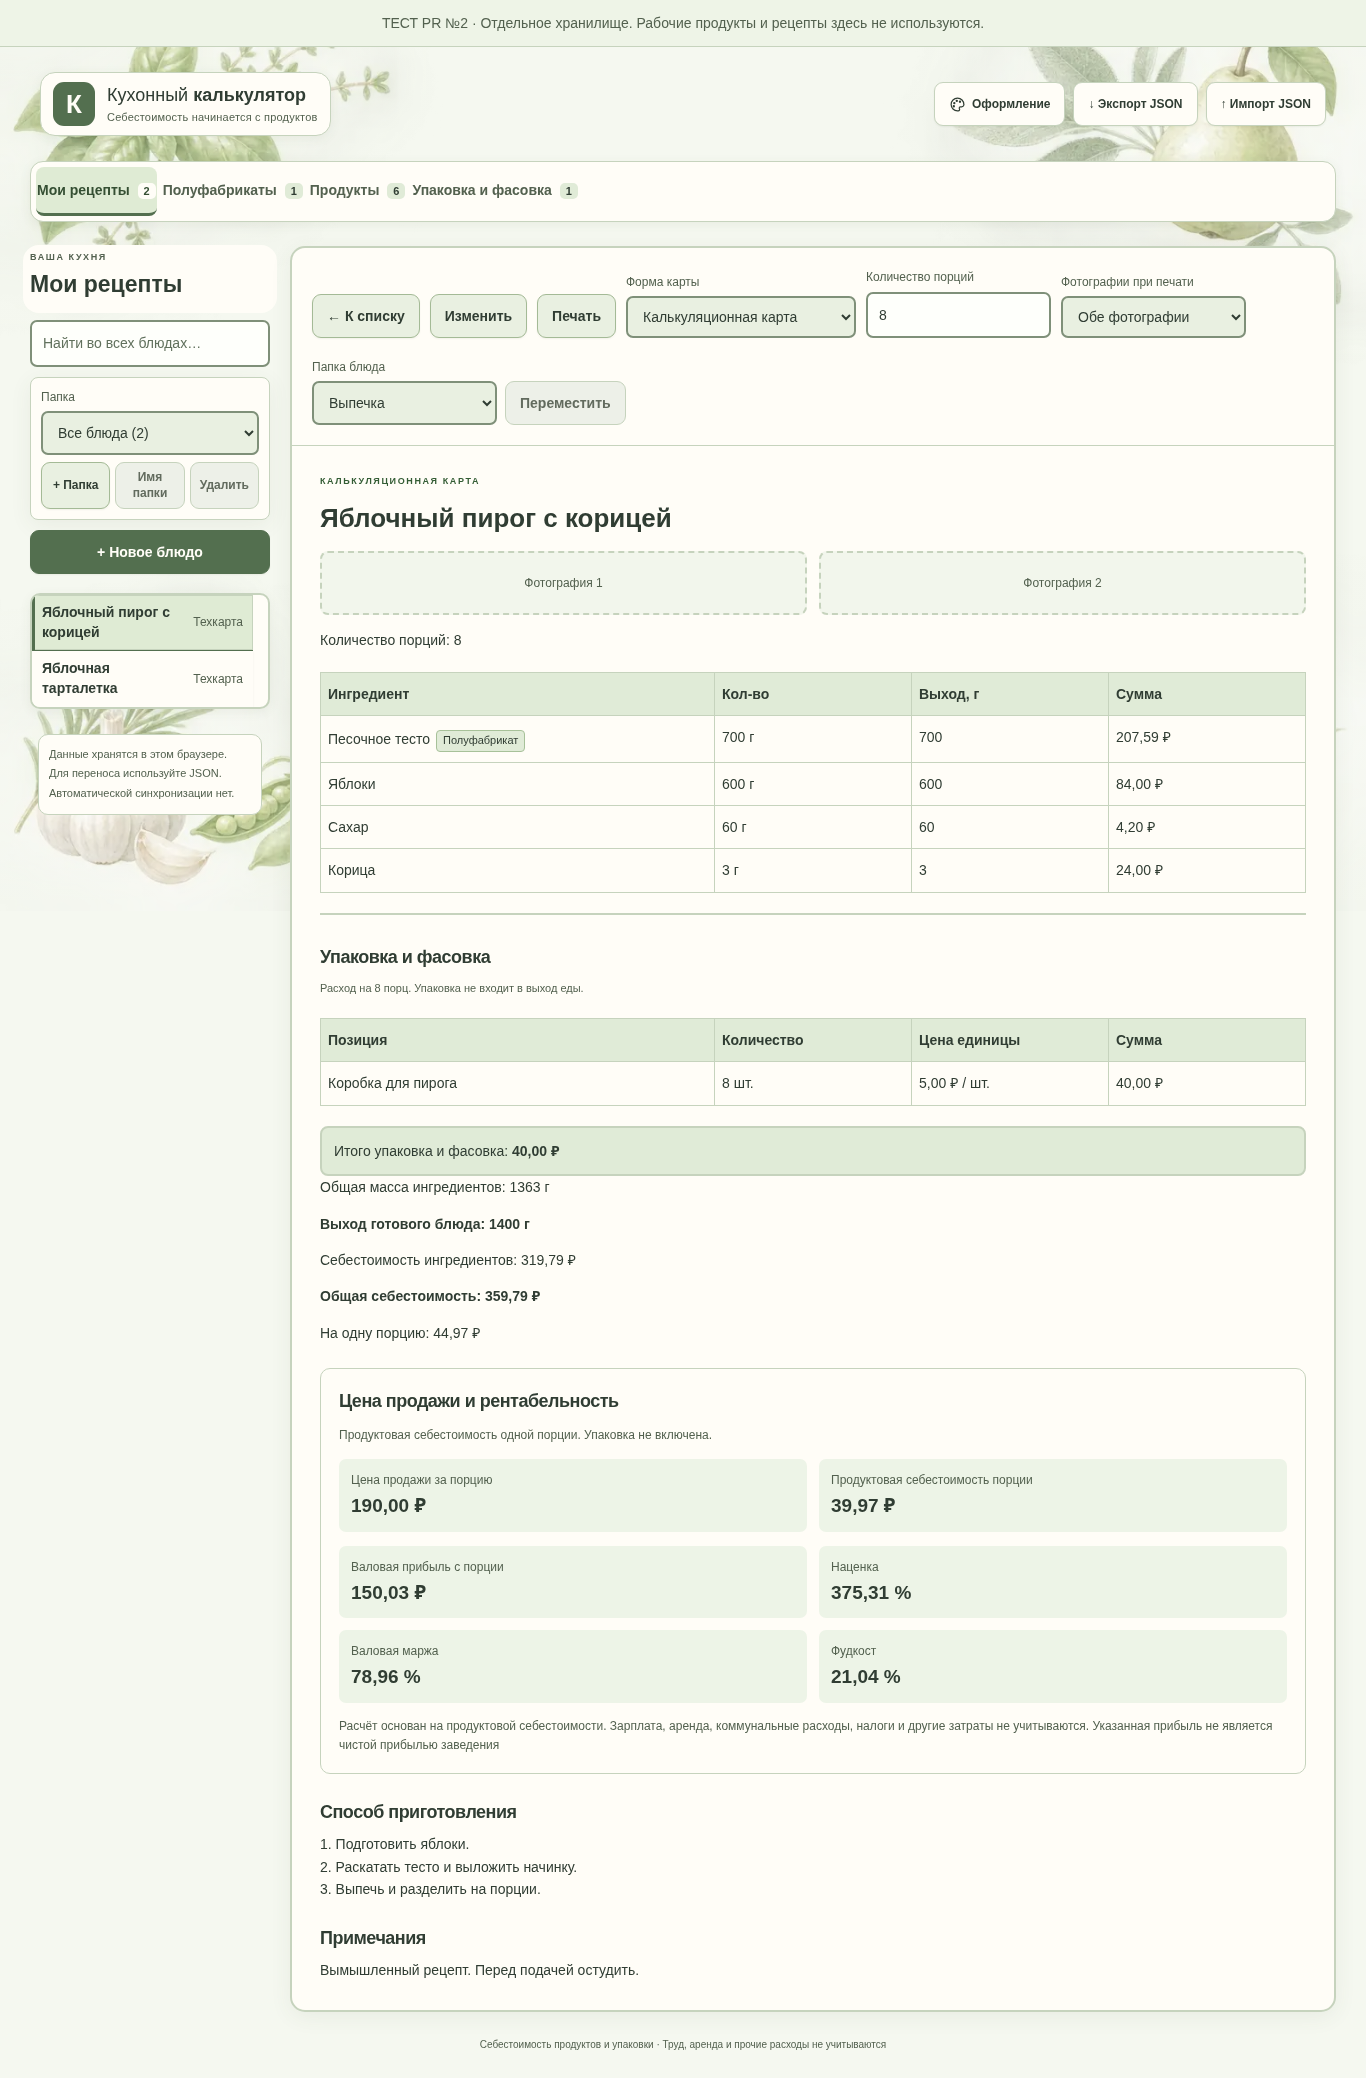 ТЕСТ PR №2 · Отдельное хранилище. Рабочие продукты и рецепты здесь не используются.
К
Кухонный калькулятор
Себестоимость начинается с продуктов
Оформление
↓ Экспорт JSON
↑ Импорт JSON
Мои рецепты 2
Полуфабрикаты 1
Продукты 6
Упаковка и фасовка 1
ВАША КУХНЯ
Мои рецепты
Найти во всех блюдах…
Папка
Все блюда (2)
+ Папка
Имя
папки
Удалить
+ Новое блюдо
Яблочный пирог с
корицей
Техкарта
Яблочная
тарталетка
Техкарта
Данные хранятся в этом браузере.
Для переноса используйте JSON.
Автоматической синхронизации нет.
← К списку
Изменить
Печать
Форма карты
Калькуляционная карта
Количество порций
8
Фотографии при печати
Обе фотографии
Папка блюда
Выпечка
Переместить
КАЛЬКУЛЯЦИОННАЯ КАРТА
Яблочный пирог с корицей
Фотография 1
Фотография 2
Количество порций: 8
Ингредиент Кол-во Выход, г Сумма
Песочное тесто Полуфабрикат 700 г 700 207,59 ₽
Яблоки 600 г 600 84,00 ₽
Сахар 60 г 60 4,20 ₽
Корица 3 г 3 24,00 ₽
Упаковка и фасовка
Расход на 8 порц. Упаковка не входит в выход еды.
Позиция Количество Цена единицы Сумма
Коробка для пирога 8 шт. 5,00 ₽ / шт. 40,00 ₽
Итого упаковка и фасовка: 40,00 ₽
Общая масса ингредиентов: 1363 г
Выход готового блюда: 1400 г
Себестоимость ингредиентов: 319,79 ₽
Общая себестоимость: 359,79 ₽
На одну порцию: 44,97 ₽
Цена продажи и рентабельность
Продуктовая себестоимость одной порции. Упаковка не включена.
Цена продажи за порцию
190,00 ₽
Продуктовая себестоимость порции
39,97 ₽
Валовая прибыль с порции
150,03 ₽
Наценка
375,31 %
Валовая маржа
78,96 %
Фудкост
21,04 %
Расчёт основан на продуктовой себестоимости. Зарплата, аренда, коммунальные расходы, налоги и другие затраты не учитываются. Указанная прибыль не является
чистой прибылью заведения
Способ приготовления
1. Подготовить яблоки.
2. Раскатать тесто и выложить начинку.
3. Выпечь и разделить на порции.
Примечания
Вымышленный рецепт. Перед подачей остудить.
Себестоимость продуктов и упаковки · Труд, аренда и прочие расходы не учитываются